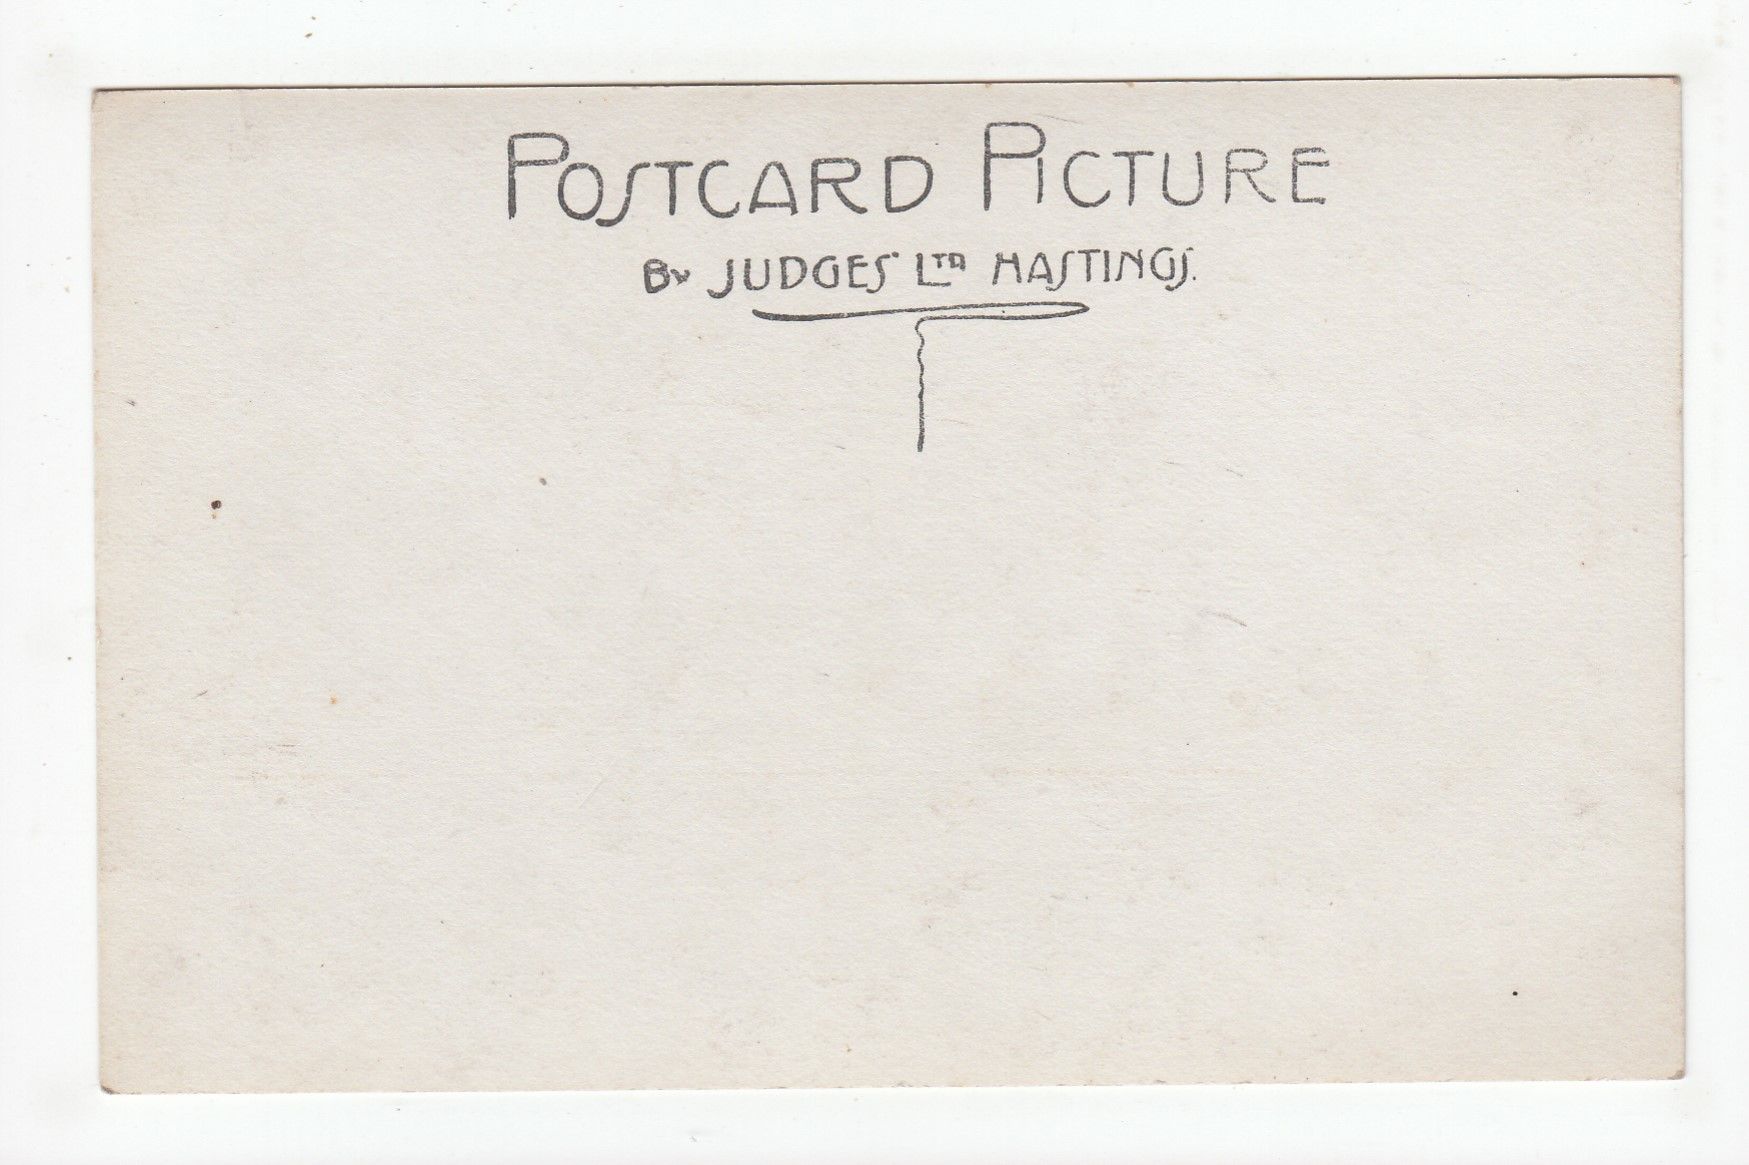 Postcard Picture
By Judges' Ltd Hastings.